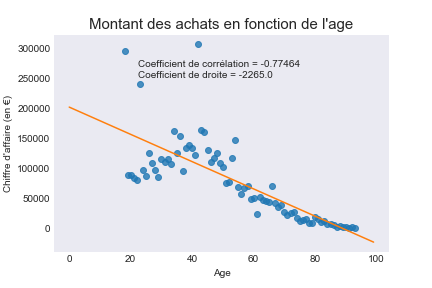 Montant des achats en fonction de l'age
Coefficient de corrélation = -0.77464
Coefficient de droite = -2265.0
Chiffre d'affaire (en €)
300000
250000
200000
150000
100000
50000
0
0 20 40 60 80 100
Age